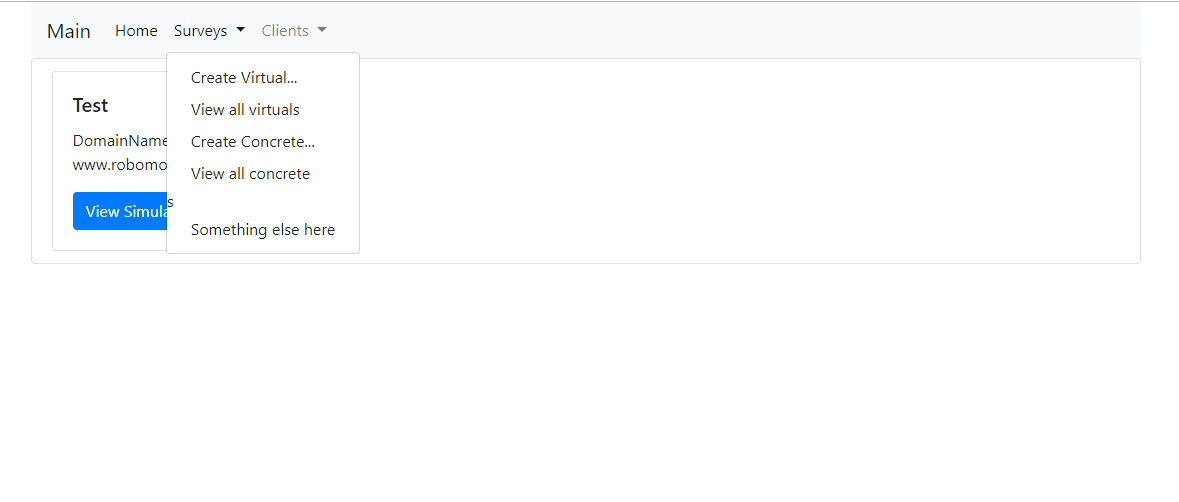 Main Home Surveys Clients
Create Virtual...
View all virtuals
Create Concrete...
View all concrete
s
Something else here
Test
DomainName
www.robomo
View Simula